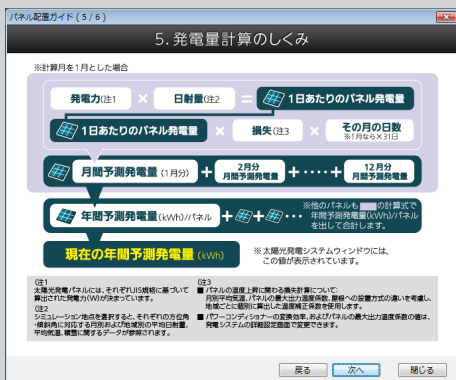 パネル配置ガイド ( 5 / 6 )
5. 発電量計算のしくみ
※計算月を1月とした場合
発電力(注1 × 日射量(注2 = 1日あたりのパネル発電量
1日あたりのパネル発電量 × 損失(注3 × その月の日数
※1月なら×31日
月間予測発電量(1月分) + 2月分 月間予測発電量 + ・・・・ + 12月分 月間予測発電量
年間予測発電量(kWh)/パネル + + ・・・
※他のパネルも の計算式で
年間予測発電量(kWh)/パネル
を出して合計します。
現在の年間予測発電量 (kWh)
※太陽光発電システムウィンドウには、
この値が表示されています。
(注1
太陽光発電パネルには、それぞれJIS規格に基づいて
算出された発電力(W)が決まっています。
(注2
シミュレーション地点を選択すると、それぞれの方位角
・傾斜角に対応する月別および地域別の平均日射量、
平均気温、積雪に関するデータが参照されます。
(注3
■ パネルの温度上昇に関わる損失計算については:
月別平均気温、パネルの最大出力温度係数、屋根への設置方式の違いを考慮し、
地域ごとに個別に算出した温度補正係数を使用します。
■ パワーコンディショナーの変換効率、およびパネルの最大出力温度係数の値は、
発電システムの詳細設定画面で変更できます。
戻る 次へ 閉じる